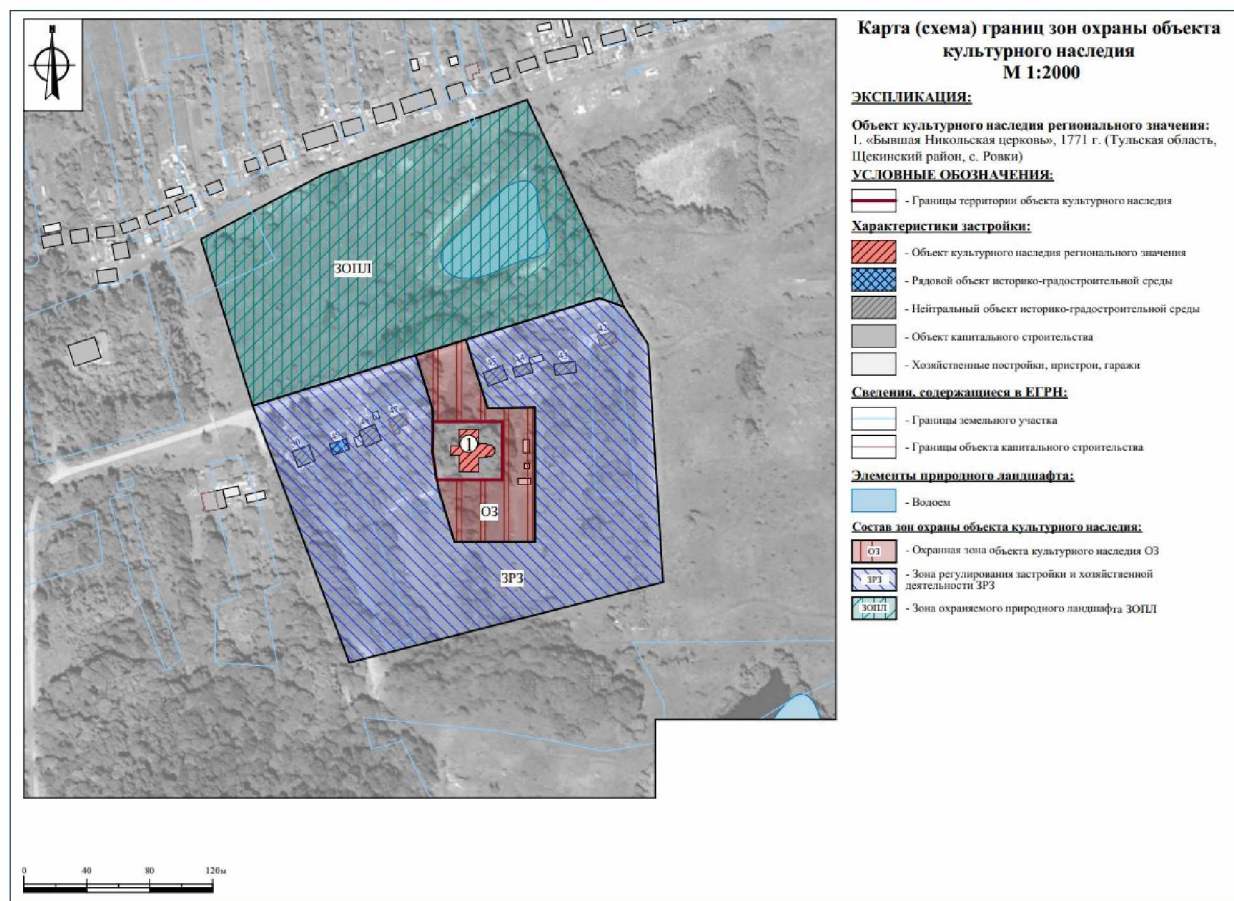 Карта (схема) границ зон охраны объекта
культурного наследия
М 1:2000
ЭКСПЛИКАЦИЯ:
Объект культурного наследия регионального значения:
1. «Бывшая Никольская церковь», 1771 г. (Тульская область,
Щекинский район, с. Ровки)
УСЛОВНЫЕ ОБОЗНАЧЕНИЯ:
- Границы территории объекта культурного наследия
Характеристики застройки:
- Объект культурного наследия регионального значения
- Рядовой объект историко-градостроительной среды
- Нейтральный объект историко-градостроительной среды
- Объект капитального строительства
- Хозяйственные постройки, пристрои, гаражи
Сведения, содержащиеся в ЕГРН:
- Границы земельного участка
- Границы объекта капитального строительства
Элементы природного ландшафта:
- Водоем
Состав зон охраны объекта культурного наследия:
ОЗ - Охранная зона объекта культурного наследия ОЗ
ЗРЗ - Зона регулирования застройки и хозяйственной
деятельности ЗРЗ
ЗОПЛ - Зона охраняемого природного ландшафта ЗОПЛ
N
ЗОПЛ
42
43
44
45
50
1
ОЗ
ЗРЗ
0 40 80 120м